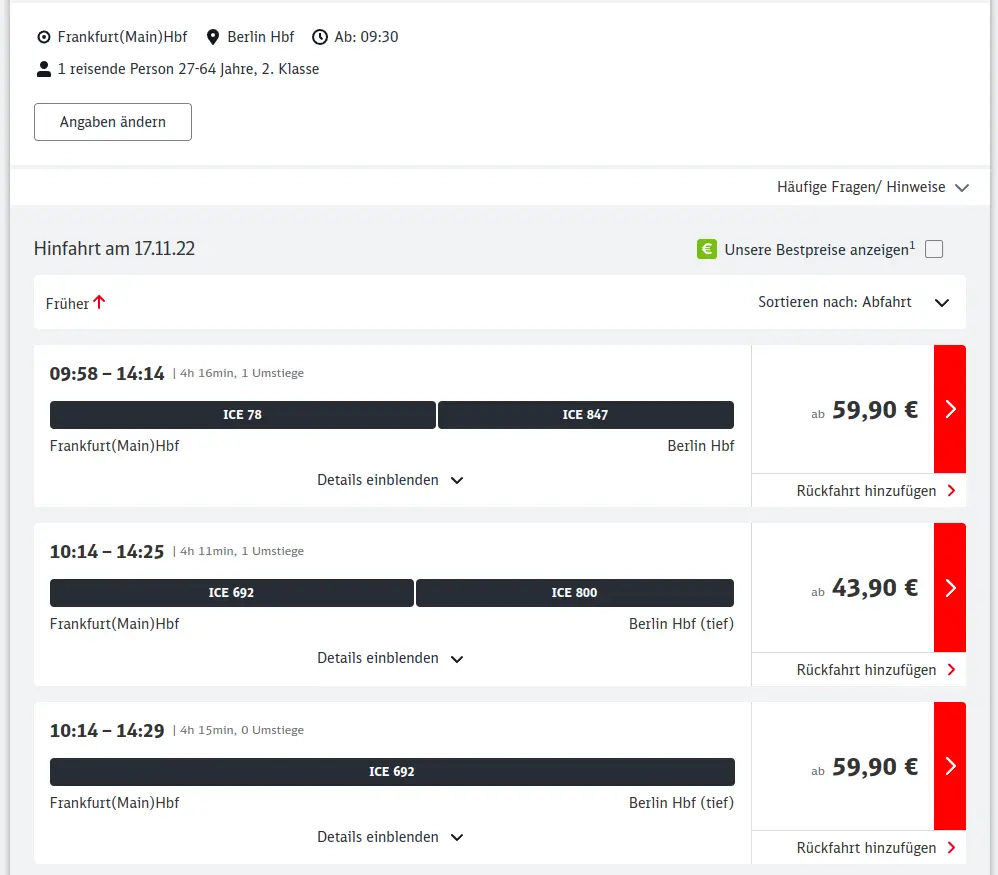 Frankfurt(Main)Hbf Berlin Hbf Ab: 09:30
1 reisende Person 27-64 Jahre, 2. Klasse
Angaben ändern
Häufige Fragen/ Hinweise
Hinfahrt am 17.11.22 € Unsere Bestpreise anzeigen¹
Früher Sortieren nach: Abfahrt
09:58 – 14:14 | 4h 16min, 1 Umstiege
ICE 78 ICE 847
ab 59,90 €
Frankfurt(Main)Hbf Berlin Hbf
Details einblenden
Rückfahrt hinzufügen
10:14 – 14:25 | 4h 11min, 1 Umstiege
ICE 692 ICE 800
ab 43,90 €
Frankfurt(Main)Hbf Berlin Hbf (tief)
Details einblenden
Rückfahrt hinzufügen
10:14 – 14:29 | 4h 15min, 0 Umstiege
ICE 692
ab 59,90 €
Frankfurt(Main)Hbf Berlin Hbf (tief)
Details einblenden
Rückfahrt hinzufügen